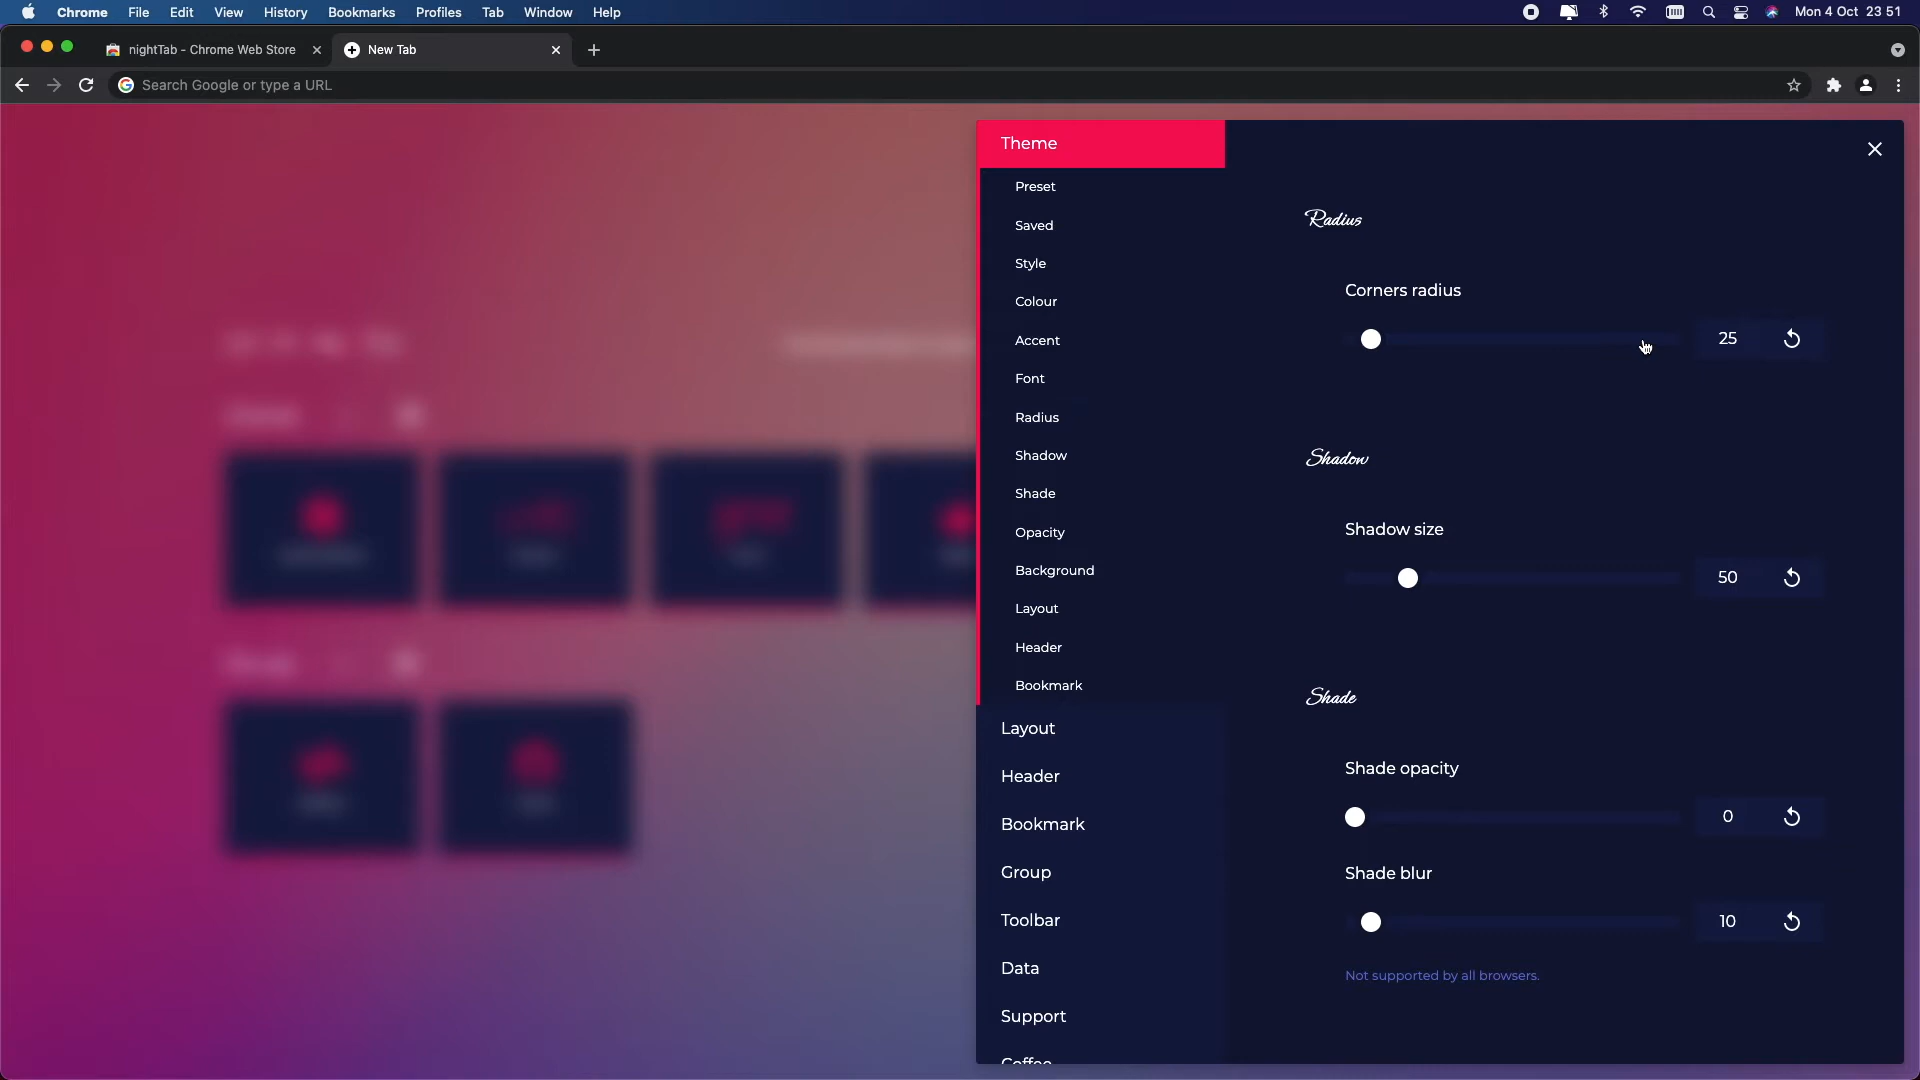 Chrome File Edit View History Bookmarks Profiles Tab Window Help Mon 4 Oct 23 51
nightTab - Chrome Web Store New Tab
Search Google or type a URL
Theme
Preset
Saved
Style
Colour
Accent
Font
Radius
Shadow
Shade
Opacity
Background
Layout
Header
Bookmark
Layout
Header
Bookmark
Group
Toolbar
Data
Support
Coffee
Radius
Corners radius
25
Shadow
Shadow size
50
Shade
Shade opacity
0
Shade blur
10
Not supported by all browsers.